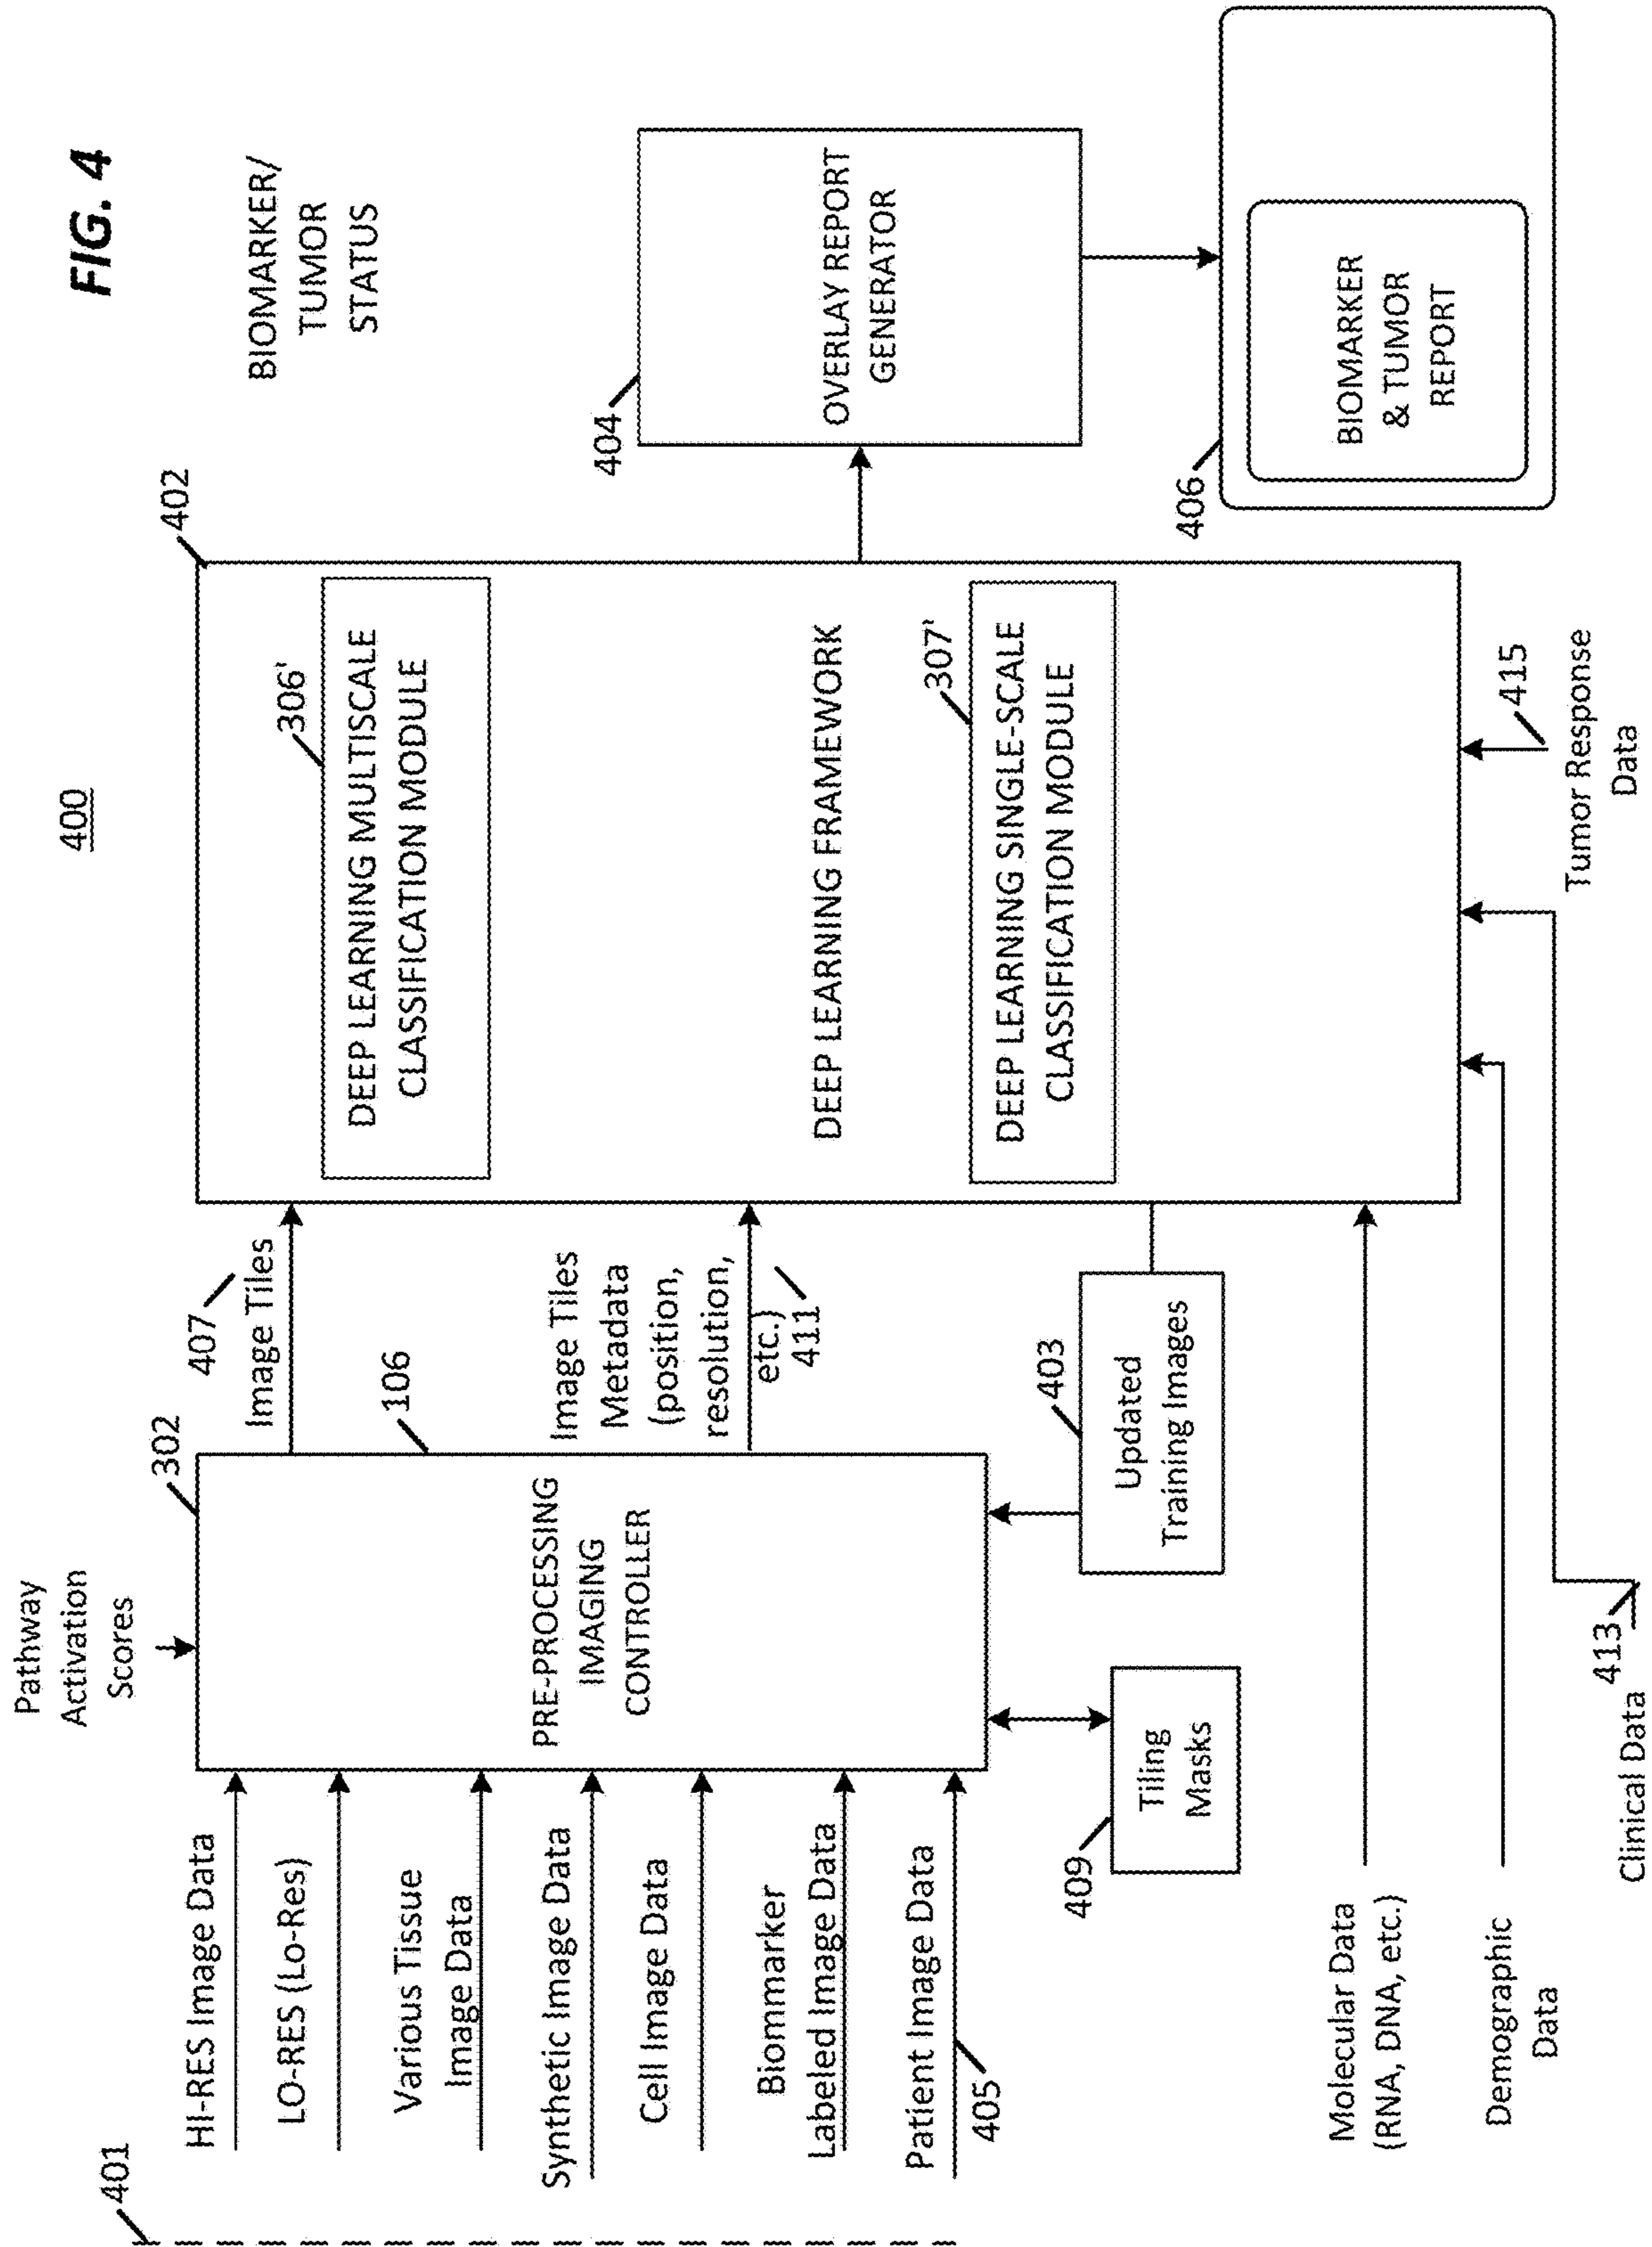 FIG. 4
400
BIOMARKER/
TUMOR
STATUS
401
HI-RES Image Data
LO-RES (Lo-Res)
Various Tissue
Image Data
Synthetic Image Data
Cell Image Data
Biommarker
Labeled Image Data
Patient Image Data
405
Pathway
Activation
Scores
302
106
PRE-PROCESSING
IMAGING
CONTROLLER
409
Tiling
Masks
403
Updated
Training Images
407
Image Tiles
Image Tiles
Metadata
(position,
resolution,
etc.)
411
402
306'
DEEP LEARNING MULTISCALE
CLASSIFICATION MODULE
DEEP LEARNING FRAMEWORK
307'
DEEP LEARNING SINGLE-SCALE
CLASSIFICATION MODULE
404
OVERLAY REPORT
GENERATOR
406
BIOMARKER
& TUMOR
REPORT
Molecular Data
(RNA, DNA, etc.)
Demographic
Data
Clinical Data
413
415
Tumor Response
Data